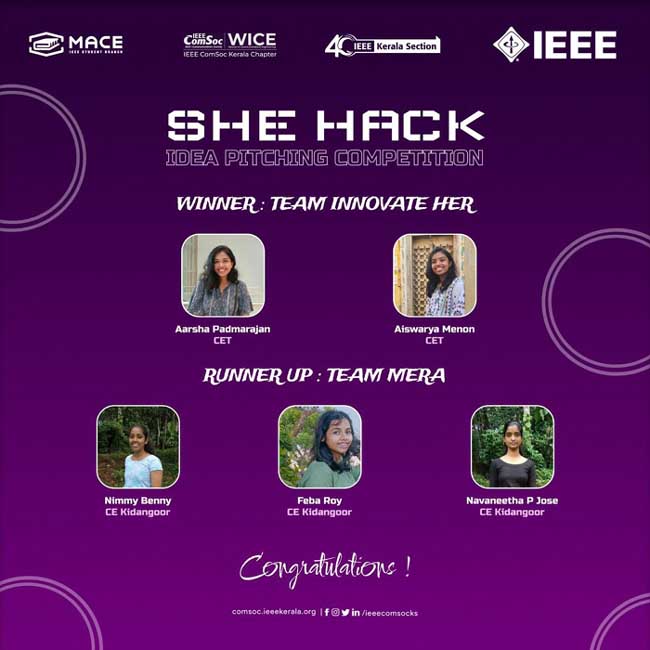 MACE
IEEE STUDENT BRANCH
IEEE ComSoc WICE
IEEE ComSoc Kerala Chapter
40 IEEE Kerala Section
IEEE
SHE HACK
IDEA PITCHING COMPETITION
WINNER : TEAM INNOVATE HER
Aarsha Padmarajan
CET
Aiswarya Menon
CET
RUNNER UP : TEAM MERA
Nimmy Benny
CE Kidangoor
Feba Roy
CE Kidangoor
Navaneetha P Jose
CE Kidangoor
Congratulations !
comsoc.ieeekerala.org | /ieeecomsocks